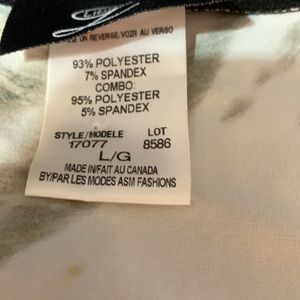 ON REVERSE/VOIR AU VERSO
93% POLYESTER
7% SPANDEX
COMBO:
95% POLYESTER
5% SPANDEX
STYLE/MODELE LOT
17077 8586
L/G
MADE IN/FAIT AU CANADA
BY/PAR LES MODES ASM FASHIONS